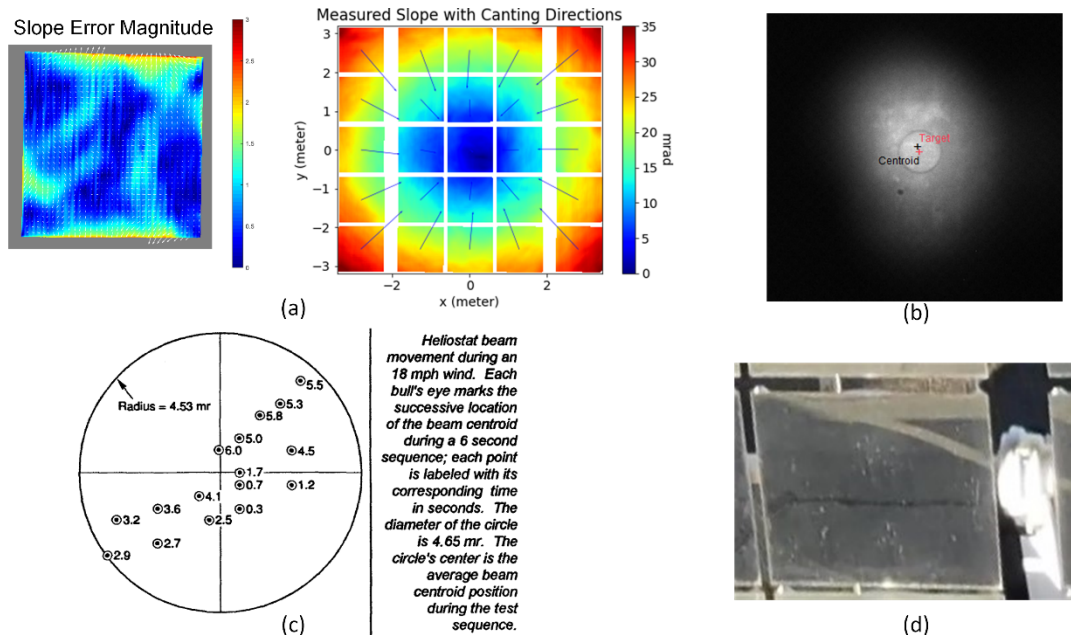 Slope Error Magnitude
3
2.5
2
1.5
1
0.5
0
Measured Slope with Canting Directions
y (meter)
3
2
1
0
−1
−2
−3
−2
0
2
x (meter)
35
30
25
20
15
10
5
0
mrad
(a)
Target
Centroid
(b)
Radius = 4.53 mr
5.5
5.3
5.8
5.0
6.0
4.5
1.7
0.7
1.2
4.1
3.6
0.3
3.2
2.5
2.7
2.9
(c)
Heliostat beam
movement during an
18 mph wind. Each
bull's eye marks the
successive location
of the beam centroid
during a 6 second
sequence; each point
is labeled with its
corresponding time
in seconds. The
diameter of the circle
is 4.65 mr. The
circle's center is the
average beam
centroid position
during the test
sequence.
(d)